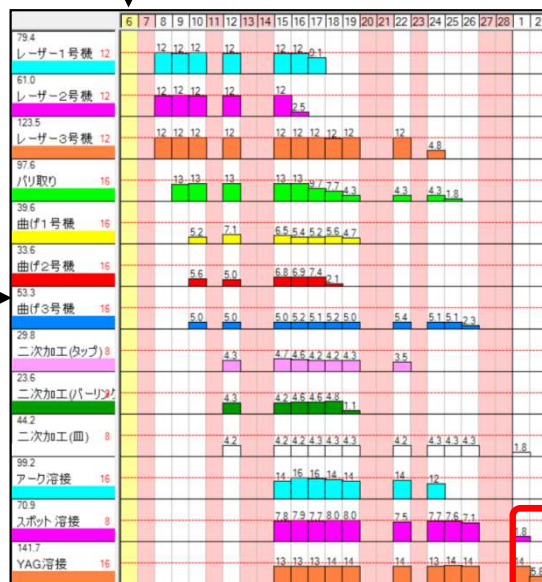 6 7 8 9 10 11 12 13 14 15 16 17 18 19 20 21 22 23 24 25 26 27 28 1 2
79.4
12 12 12 12 12 12 9.1
レーザー1号機 12
61.0
12 12 12 12 12 2.5
レーザー2号機 12
123.5
12 12 12 12 12 12 12 12 12 12 4.8
レーザー3号機 12
97.6
13 13 13 13 13 9.7 7.7 4.3 4.3 4.3 1.8
バリ取り 16
39.6
5.2 7.1 6.5 5.4 5.2 5.6 4.7
曲げ1号機 16
33.6
5.6 5.0 6.8 6.9 7.4 2.1
曲げ2号機 16
53.3
5.0 5.0 5.0 5.2 5.1 5.2 5.0 5.4 5.1 5.1 2.3
曲げ3号機 16
29.8
4.3 4.7 4.6 4.2 4.2 4.3 3.5
二次加工(タップ) 8
23.6
4.3 4.2 4.6 4.6 4.8 1.1
二次加工(バーリング
44.2
4.2 4.2 4.2 4.3 4.3 4.3 4.2 4.3 4.3 4.3 1.8
二次加工(皿) 8
99.2
14 16 16 14 14 14 12
アーク溶接 16
70.9
7.8 7.9 7.7 8.0 8.0 7.5 7.7 7.6 7.1 1.8
スポット溶接 8
141.7
13 13 13 14 14 14 13 14 14 14 5.8
YAG溶接 16